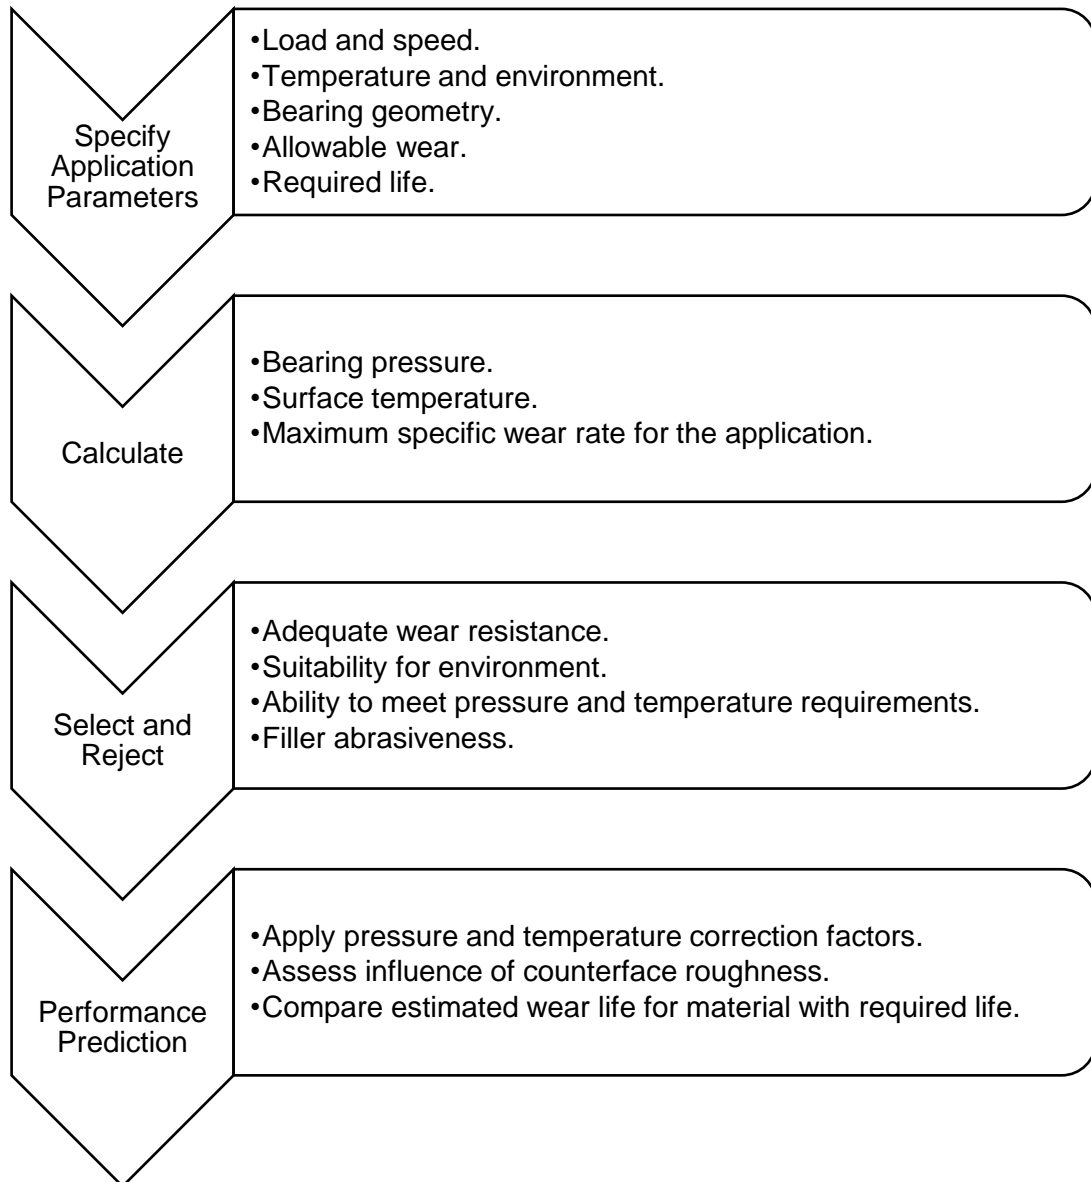 Specify
Application
Parameters
•Load and speed.
•Temperature and environment.
•Bearing geometry.
•Allowable wear.
•Required life.
Calculate
•Bearing pressure.
•Surface temperature.
•Maximum specific wear rate for the application.
Select and
Reject
•Adequate wear resistance.
•Suitability for environment.
•Ability to meet pressure and temperature requirements.
•Filler abrasiveness.
Performance
Prediction
•Apply pressure and temperature correction factors.
•Assess influence of counterface roughness.
•Compare estimated wear life for material with required life.